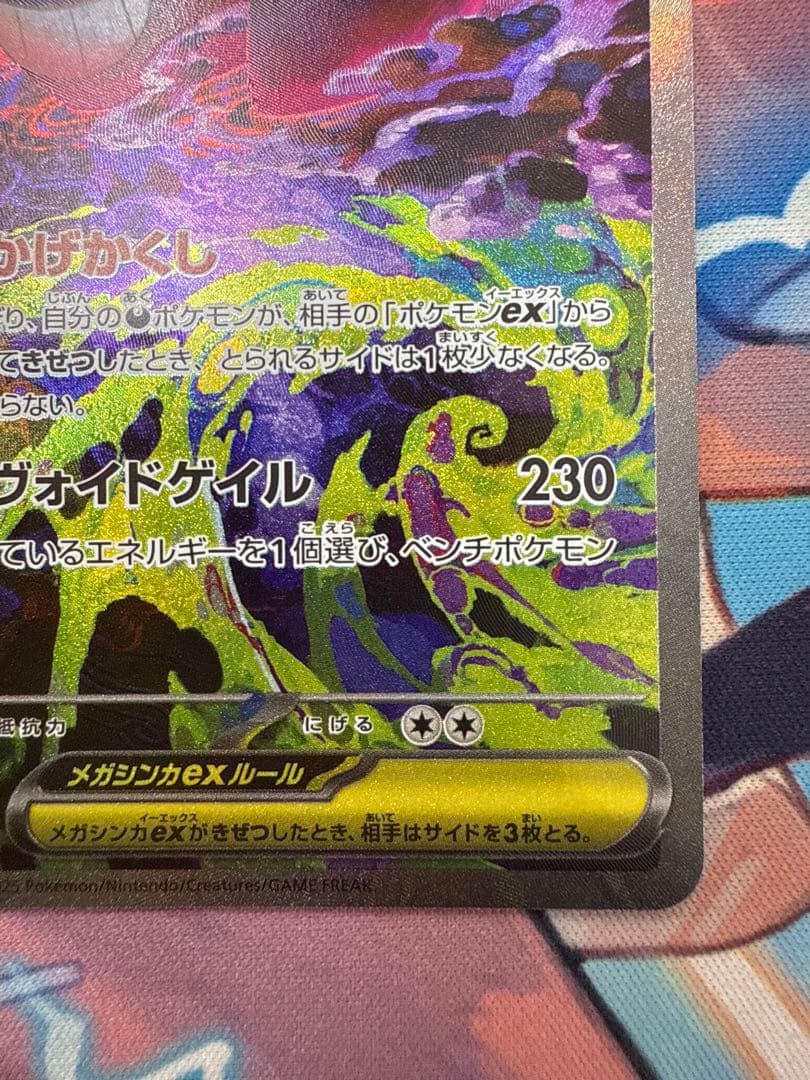 かげかくし
り、自分のポケモンが、相手の「ポケモンex」から
てきぜつしたとき、とられるサイドは1枚少なくなる。
らない。
ヴォイドゲイル 230
ているエネルギーを1個選び、ベンチポケモン
抵抗力 にげる
メガシンカexルール
メガシンカexがきぜつしたとき、相手はサイドを3枚とる。
025 Pokémon/Nintendo/Creatures/GAME FREAK.